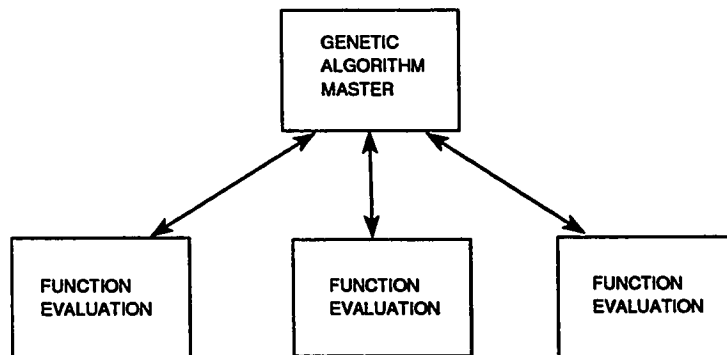 GENETIC
ALGORITHM
MASTER
FUNCTION
EVALUATION
FUNCTION
EVALUATION
FUNCTION
EVALUATION